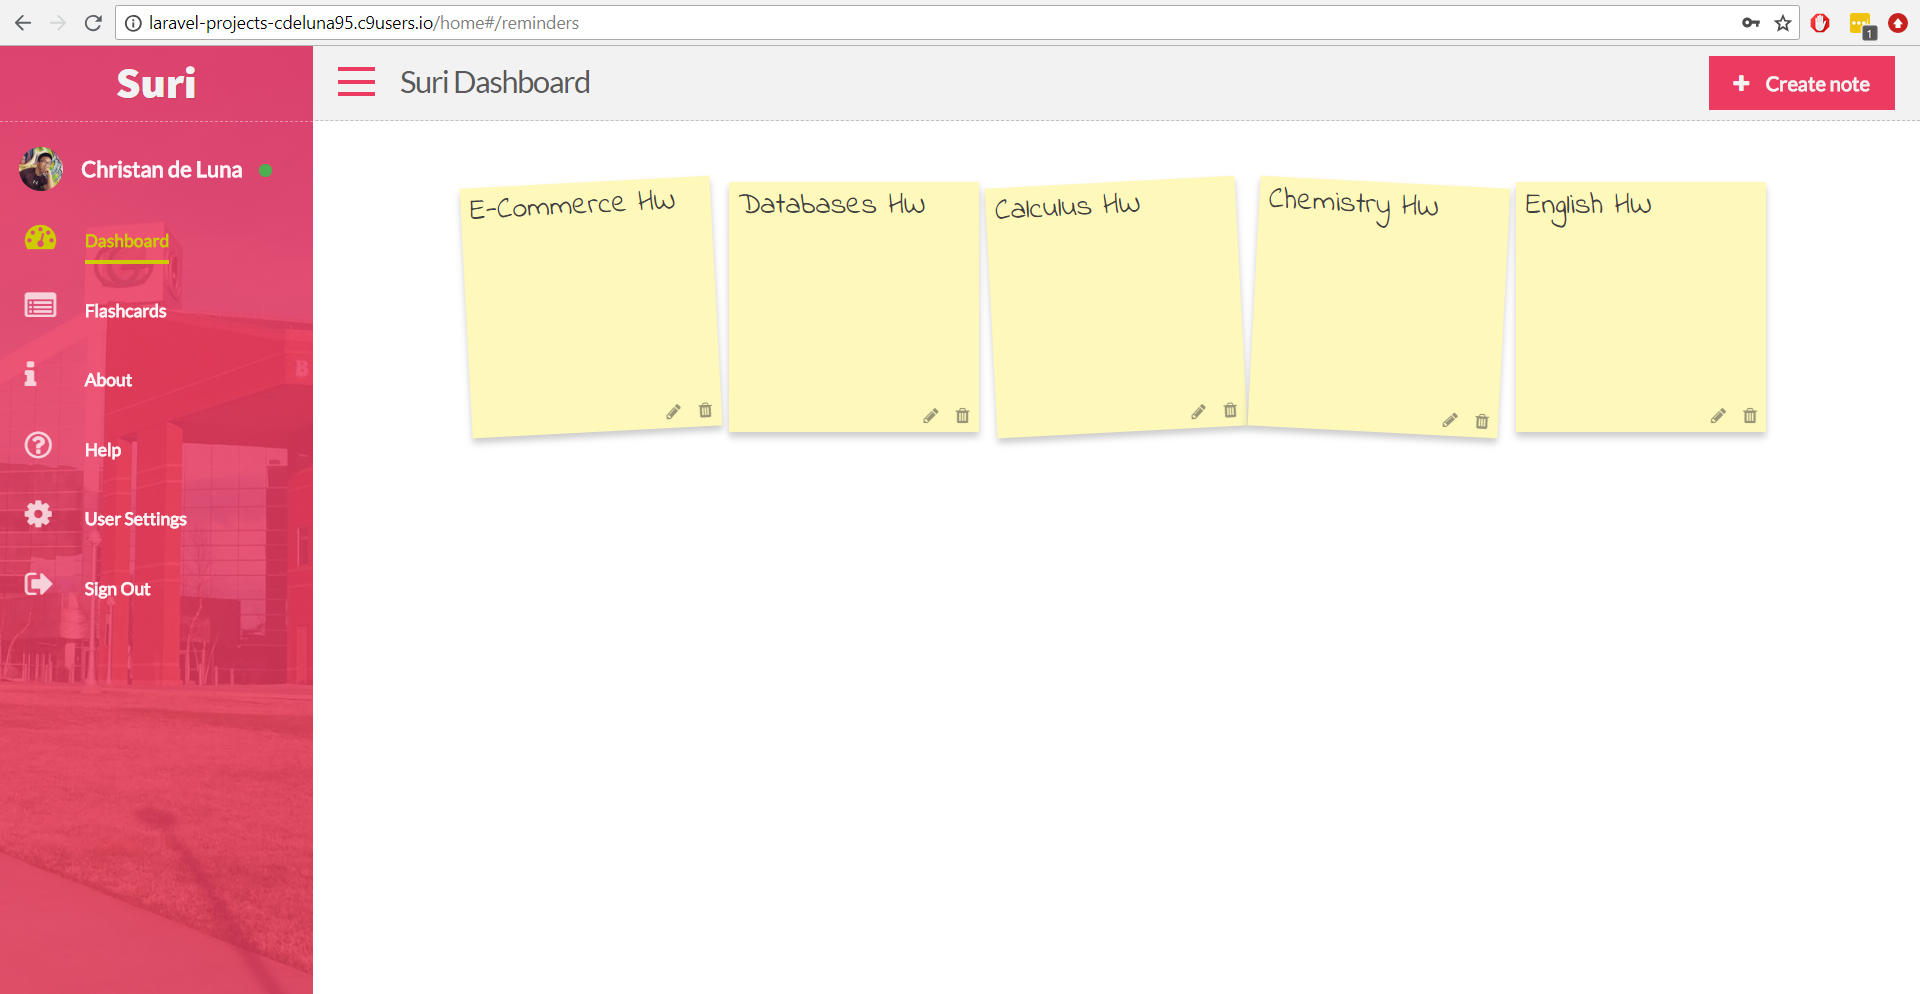 laravel-projects-cdeluna95.c9users.io/home#/reminders
1
Suri
Suri Dashboard
Create note
Christan de Luna
Dashboard
Flashcards
About
Help
User Settings
Sign Out
E-Commerce Hw
Databases Hw
Calculus Hw
Chemistry Hw
English Hw